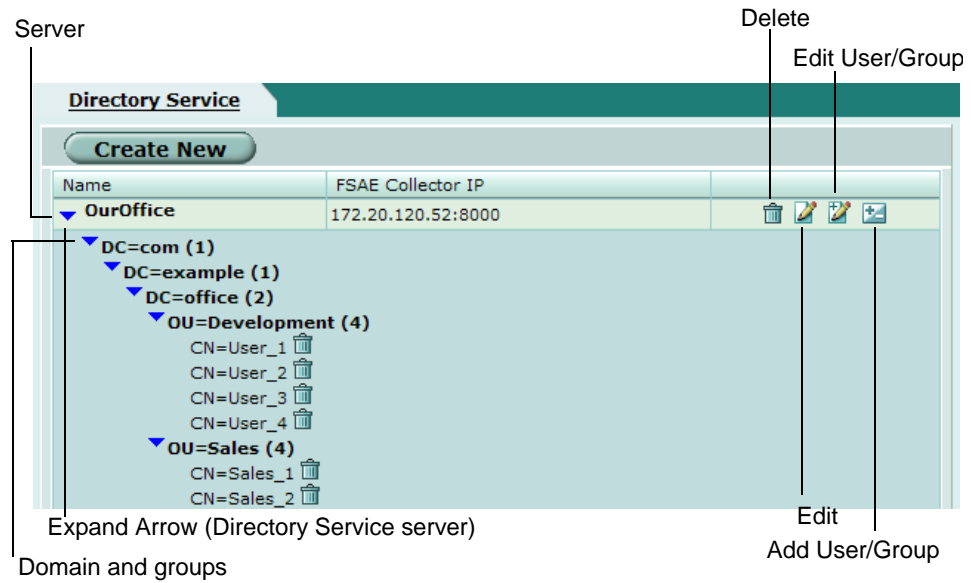 Server
Delete
Edit User/Group
Directory Service
Create New
Name FSAE Collector IP
OurOffice 172.20.120.52:8000
DC=com (1)
DC=example (1)
DC=office (2)
OU=Development (4)
CN=User_1
CN=User_2
CN=User_3
CN=User_4
OU=Sales (4)
CN=Sales_1
CN=Sales_2
Expand Arrow (Directory Service server)
Edit
Add User/Group
Domain and groups